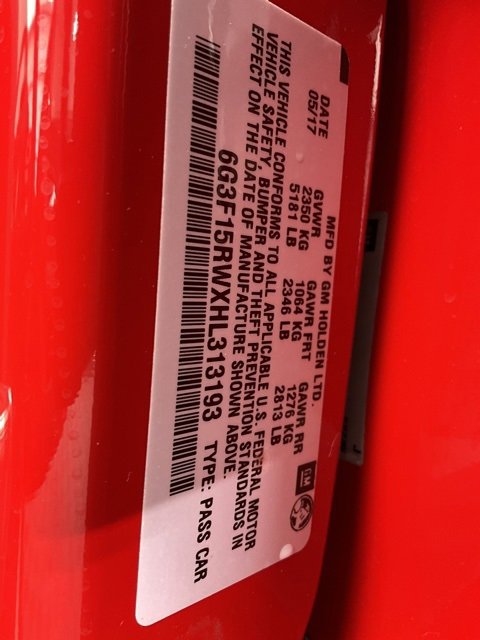 MFD BY GM HOLDEN LTD.
DATE GVWR GAWR FRT GAWR RR
05/17 2350 KG 1064 KG 1276 KG
5181 LB 2346 LB 2813 LB
THIS VEHICLE CONFORMS TO ALL APPLICABLE U.S. FEDERAL MOTOR
VEHICLE SAFETY, BUMPER AND THEFT PREVENTION STANDARDS IN
EFFECT ON THE DATE OF MANUFACTURE SHOWN ABOVE.
6G3F15RWXHL313193 TYPE: PASS CAR
GM